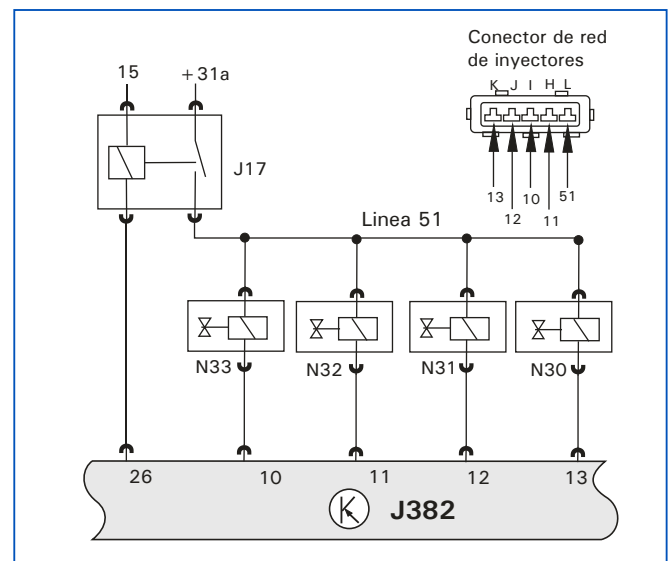 Conector de red
de inyectores
K J I H L
13 12 10 11 51
15 +31a
J17
Linea 51
N33 N32 N31 N30
26 10 11 12 13
J382